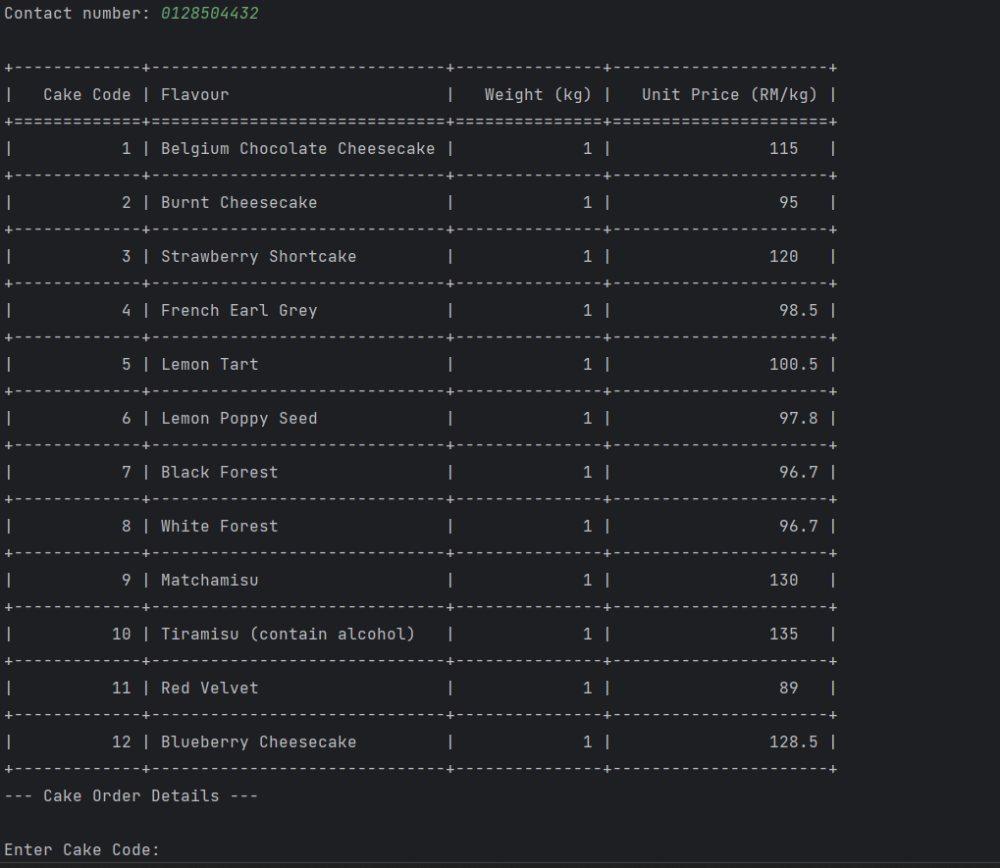 Contact number: 0128504432
+-------------+------------------------------+---------------+----------------------+
|   Cake Code | Flavour                      |   Weight (kg) |   Unit Price (RM/kg) |
+=============+==============================+===============+======================+
|           1 | Belgium Chocolate Cheesecake |             1 |                115   |
+-------------+------------------------------+---------------+----------------------+
|           2 | Burnt Cheesecake             |             1 |                 95   |
+-------------+------------------------------+---------------+----------------------+
|           3 | Strawberry Shortcake         |             1 |                120   |
+-------------+------------------------------+---------------+----------------------+
|           4 | French Earl Grey             |             1 |                 98.5 |
+-------------+------------------------------+---------------+----------------------+
|           5 | Lemon Tart                   |             1 |                100.5 |
+-------------+------------------------------+---------------+----------------------+
|           6 | Lemon Poppy Seed             |             1 |                 97.8 |
+-------------+------------------------------+---------------+----------------------+
|           7 | Black Forest                 |             1 |                 96.7 |
+-------------+------------------------------+---------------+----------------------+
|           8 | White Forest                 |             1 |                 96.7 |
+-------------+------------------------------+---------------+----------------------+
|           9 | Matchamisu                   |             1 |                130   |
+-------------+------------------------------+---------------+----------------------+
|          10 | Tiramisu (contain alcohol)   |             1 |                135   |
+-------------+------------------------------+---------------+----------------------+
|          11 | Red Velvet                   |             1 |                 89   |
+-------------+------------------------------+---------------+----------------------+
|          12 | Blueberry Cheesecake         |             1 |                128.5 |
+-------------+------------------------------+---------------+----------------------+
--- Cake Order Details ---
Enter Cake Code: